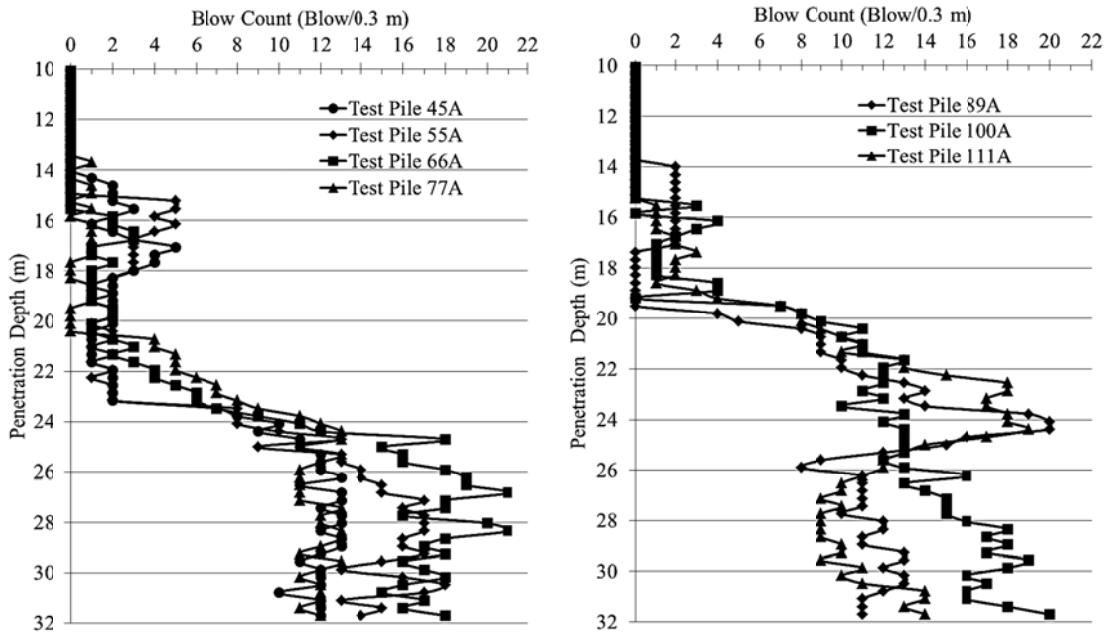 Blow Count (Blow/0.3 m)
0 2 4 6 8 10 12 14 16 18 20 22
10
12
14
16
18
20
22
24
26
28
30
32
Penetration Depth (m)
Test Pile 45A
Test Pile 55A
Test Pile 66A
Test Pile 77A
Blow Count (Blow/0.3 m)
0 2 4 6 8 10 12 14 16 18 20 22
10
12
14
16
18
20
22
24
26
28
30
32
Penetration Depth (m)
Test Pile 89A
Test Pile 100A
Test Pile 111A